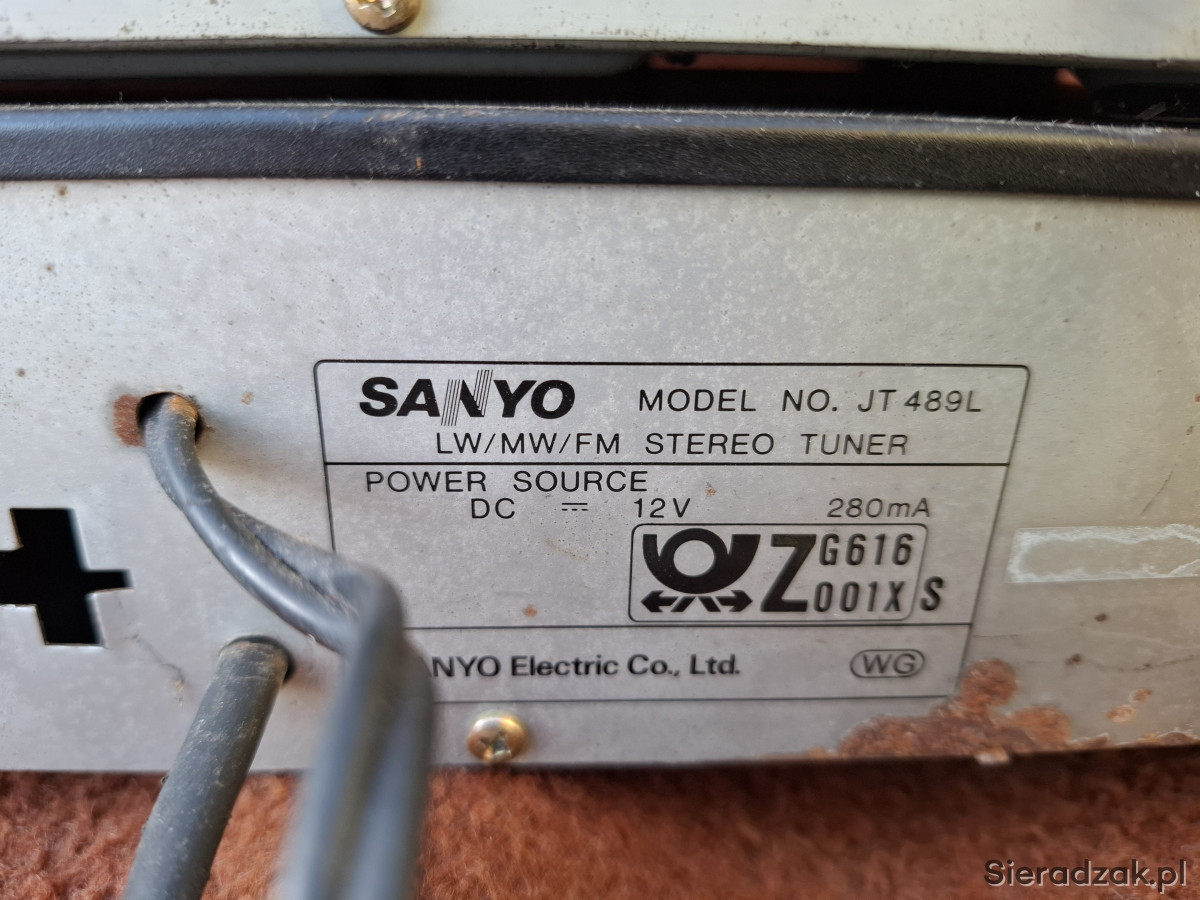 SANYO MODEL NO. JT 489L
LW/MW/FM STEREO TUNER
POWER SOURCE
DC ⎓ 12V 280mA
Z G616
001X S
NYO Electric Co., Ltd. WG
Sieradzak.pl